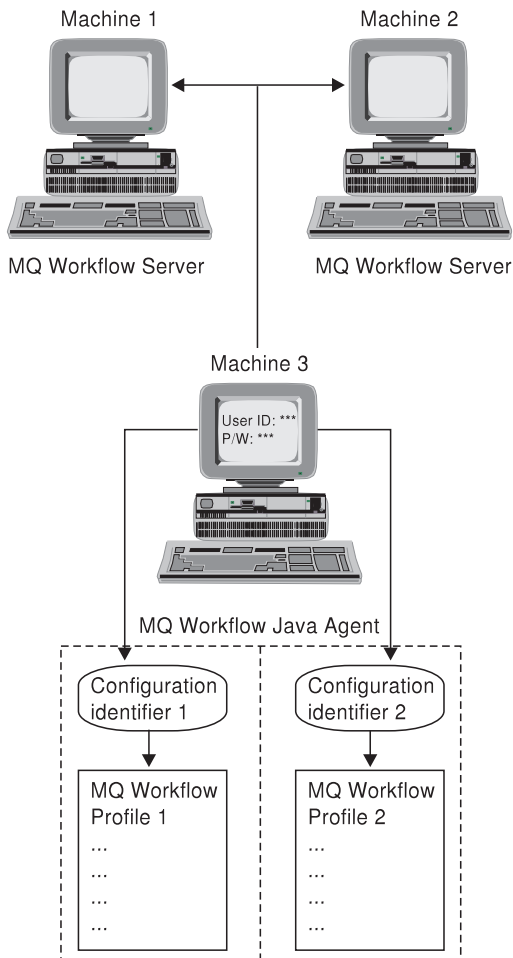 Machine 1
Machine 2
MQ Workflow Server
MQ Workflow Server
Machine 3
User ID: ***
P/W: ***
MQ Workflow Java Agent
Configuration
identifier 1
Configuration
identifier 2
MQ Workflow
Profile 1
...
...
...
...
MQ Workflow
Profile 2
...
...
...
...